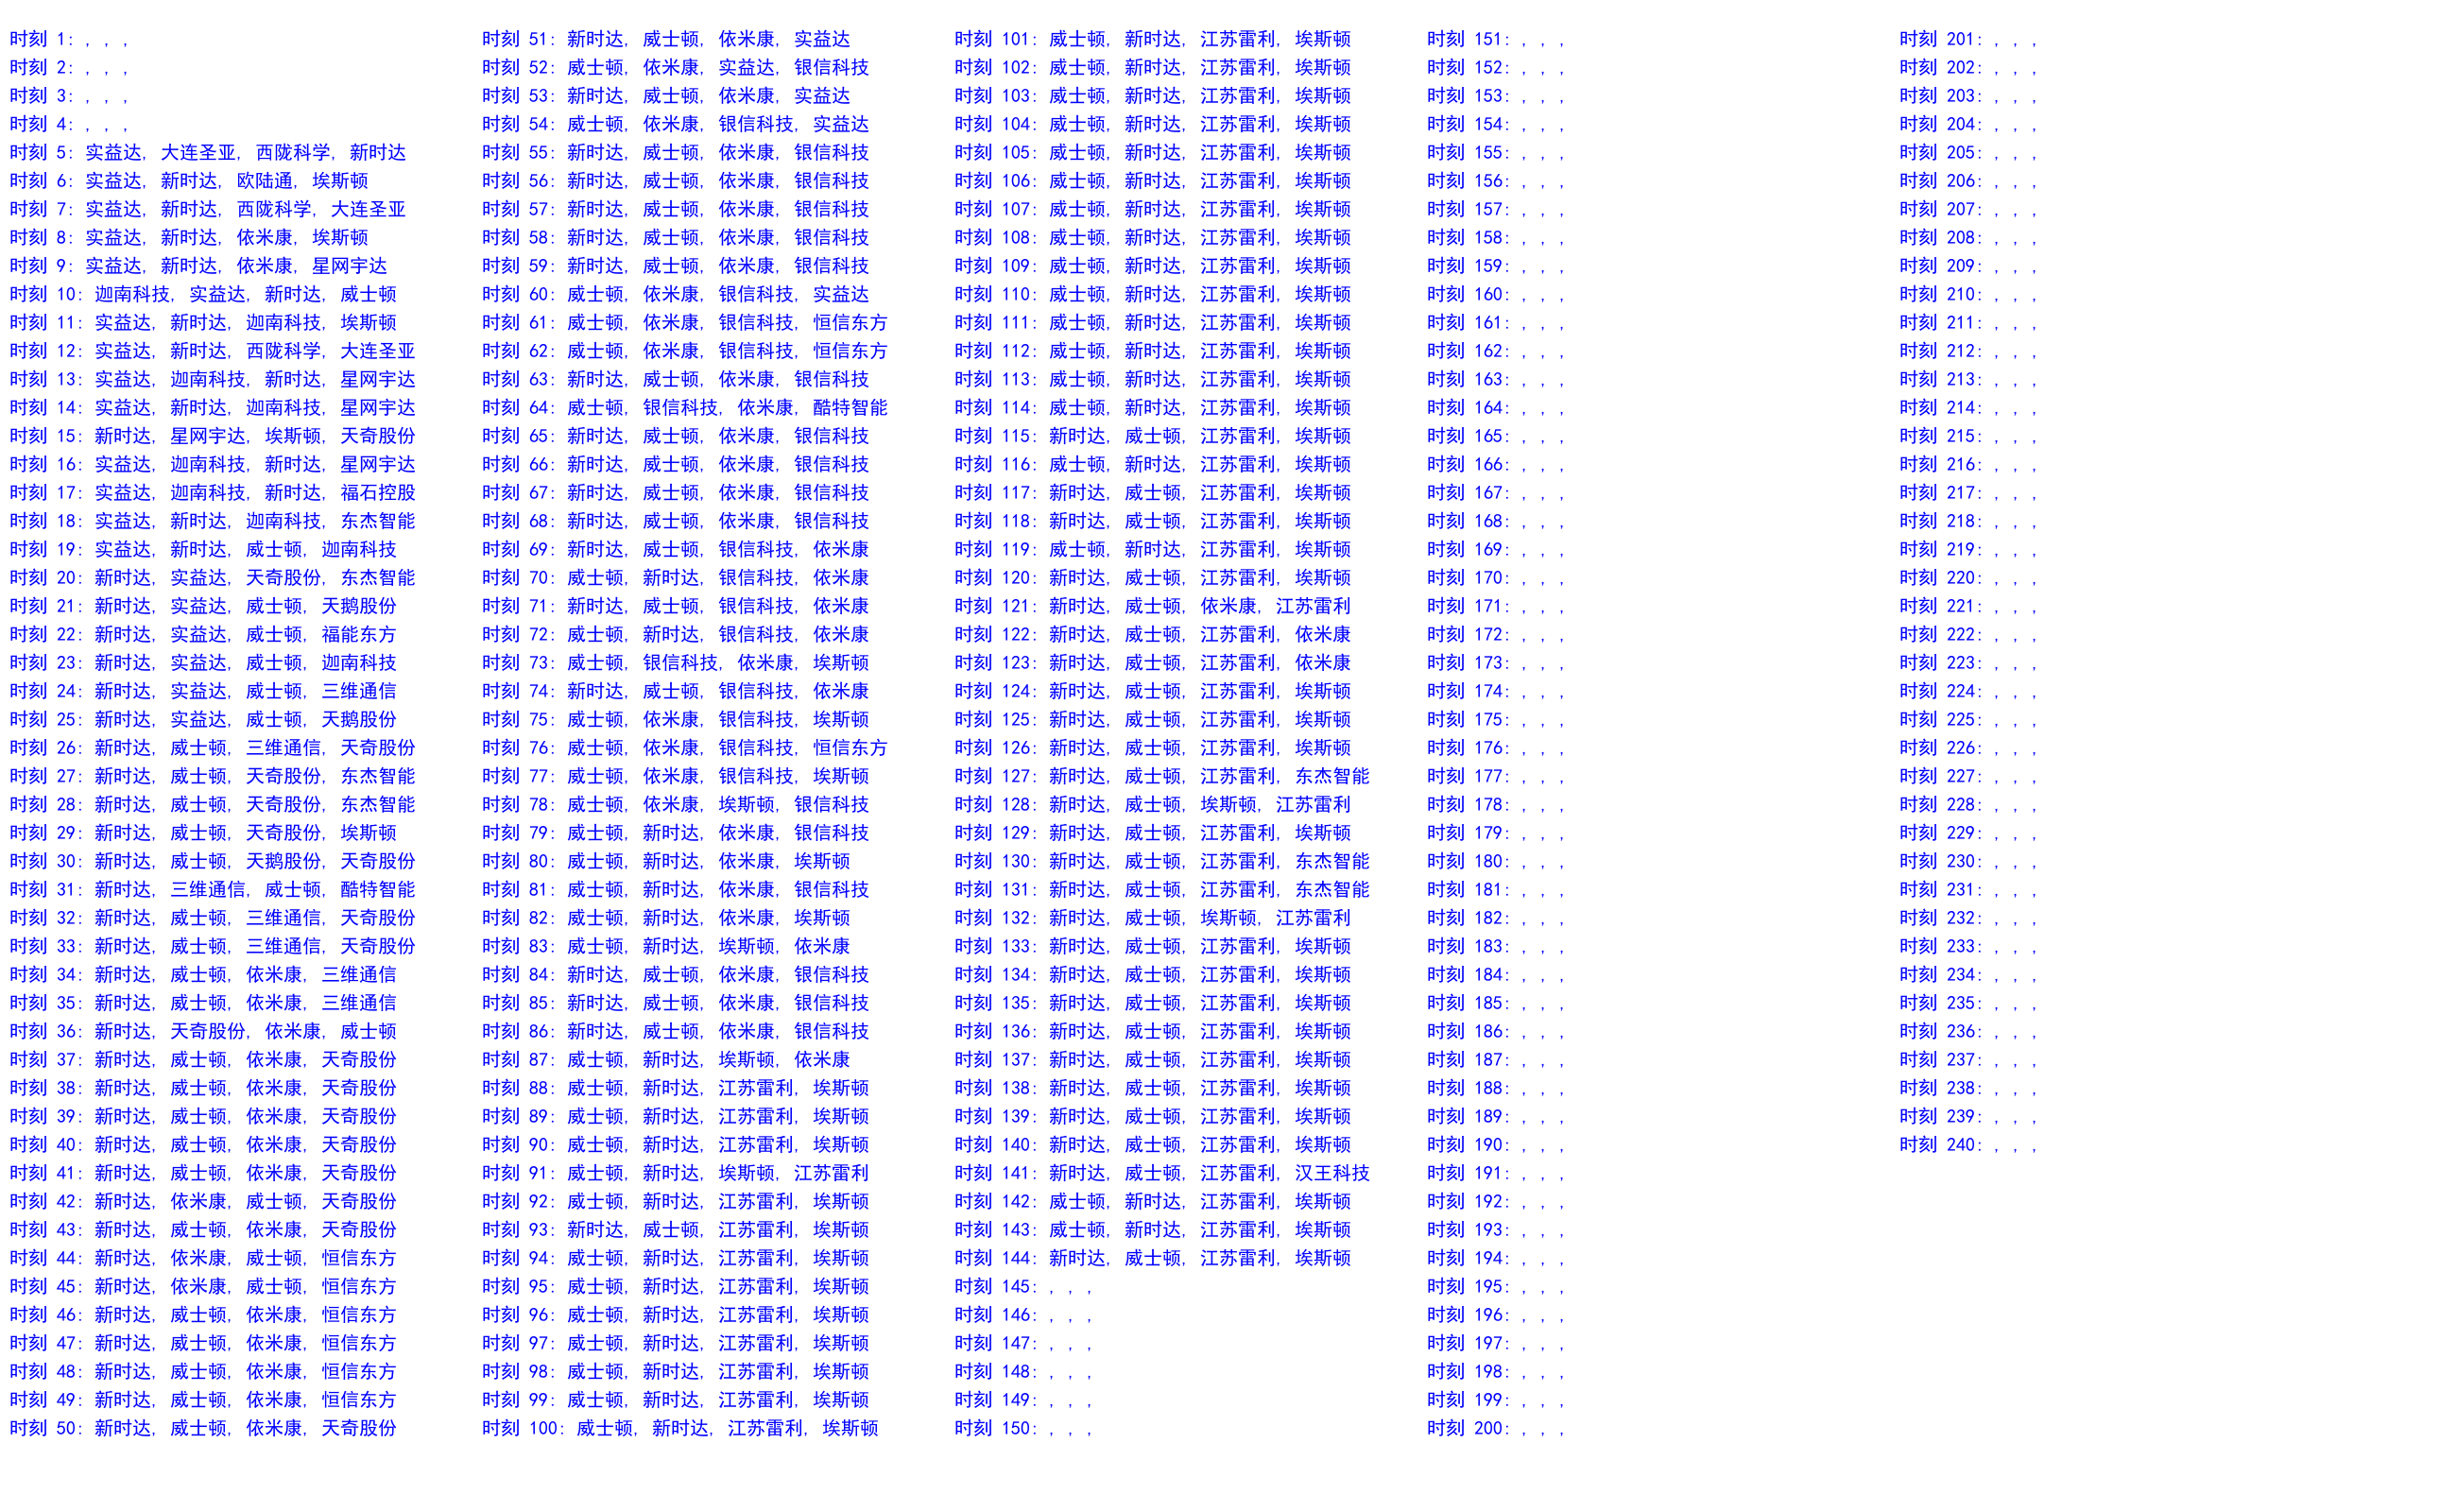 时刻 1: , , ,
时刻 2: , , ,
时刻 3: , , ,
时刻 4: , , ,
时刻 5: 实益达, 大连圣亚, 西陇科学, 新时达
时刻 6: 实益达, 新时达, 欧陆通, 埃斯顿
时刻 7: 实益达, 新时达, 西陇科学, 大连圣亚
时刻 8: 实益达, 新时达, 依米康, 埃斯顿
时刻 9: 实益达, 新时达, 依米康, 星网宇达
时刻 10: 迦南科技, 实益达, 新时达, 威士顿
时刻 11: 实益达, 新时达, 迦南科技, 埃斯顿
时刻 12: 实益达, 新时达, 西陇科学, 大连圣亚
时刻 13: 实益达, 迦南科技, 新时达, 星网宇达
时刻 14: 实益达, 新时达, 迦南科技, 星网宇达
时刻 15: 新时达, 星网宇达, 埃斯顿, 天奇股份
时刻 16: 实益达, 迦南科技, 新时达, 星网宇达
时刻 17: 实益达, 迦南科技, 新时达, 福石控股
时刻 18: 实益达, 新时达, 迦南科技, 东杰智能
时刻 19: 实益达, 新时达, 威士顿, 迦南科技
时刻 20: 新时达, 实益达, 天奇股份, 东杰智能
时刻 21: 新时达, 实益达, 威士顿, 天鹅股份
时刻 22: 新时达, 实益达, 威士顿, 福能东方
时刻 23: 新时达, 实益达, 威士顿, 迦南科技
时刻 24: 新时达, 实益达, 威士顿, 三维通信
时刻 25: 新时达, 实益达, 威士顿, 天鹅股份
时刻 26: 新时达, 威士顿, 三维通信, 天奇股份
时刻 27: 新时达, 威士顿, 天奇股份, 东杰智能
时刻 28: 新时达, 威士顿, 天奇股份, 东杰智能
时刻 29: 新时达, 威士顿, 天奇股份, 埃斯顿
时刻 30: 新时达, 威士顿, 天鹅股份, 天奇股份
时刻 31: 新时达, 三维通信, 威士顿, 酷特智能
时刻 32: 新时达, 威士顿, 三维通信, 天奇股份
时刻 33: 新时达, 威士顿, 三维通信, 天奇股份
时刻 34: 新时达, 威士顿, 依米康, 三维通信
时刻 35: 新时达, 威士顿, 依米康, 三维通信
时刻 36: 新时达, 天奇股份, 依米康, 威士顿
时刻 37: 新时达, 威士顿, 依米康, 天奇股份
时刻 38: 新时达, 威士顿, 依米康, 天奇股份
时刻 39: 新时达, 威士顿, 依米康, 天奇股份
时刻 40: 新时达, 威士顿, 依米康, 天奇股份
时刻 41: 新时达, 威士顿, 依米康, 天奇股份
时刻 42: 新时达, 依米康, 威士顿, 天奇股份
时刻 43: 新时达, 威士顿, 依米康, 天奇股份
时刻 44: 新时达, 依米康, 威士顿, 恒信东方
时刻 45: 新时达, 依米康, 威士顿, 恒信东方
时刻 46: 新时达, 威士顿, 依米康, 恒信东方
时刻 47: 新时达, 威士顿, 依米康, 恒信东方
时刻 48: 新时达, 威士顿, 依米康, 恒信东方
时刻 49: 新时达, 威士顿, 依米康, 恒信东方
时刻 50: 新时达, 威士顿, 依米康, 天奇股份
时刻 51: 新时达, 威士顿, 依米康, 实益达
时刻 52: 威士顿, 依米康, 实益达, 银信科技
时刻 53: 新时达, 威士顿, 依米康, 实益达
时刻 54: 威士顿, 依米康, 银信科技, 实益达
时刻 55: 新时达, 威士顿, 依米康, 银信科技
时刻 56: 新时达, 威士顿, 依米康, 银信科技
时刻 57: 新时达, 威士顿, 依米康, 银信科技
时刻 58: 新时达, 威士顿, 依米康, 银信科技
时刻 59: 新时达, 威士顿, 依米康, 银信科技
时刻 60: 威士顿, 依米康, 银信科技, 实益达
时刻 61: 威士顿, 依米康, 银信科技, 恒信东方
时刻 62: 威士顿, 依米康, 银信科技, 恒信东方
时刻 63: 新时达, 威士顿, 依米康, 银信科技
时刻 64: 威士顿, 银信科技, 依米康, 酷特智能
时刻 65: 新时达, 威士顿, 依米康, 银信科技
时刻 66: 新时达, 威士顿, 依米康, 银信科技
时刻 67: 新时达, 威士顿, 依米康, 银信科技
时刻 68: 新时达, 威士顿, 依米康, 银信科技
时刻 69: 新时达, 威士顿, 银信科技, 依米康
时刻 70: 威士顿, 新时达, 银信科技, 依米康
时刻 71: 新时达, 威士顿, 银信科技, 依米康
时刻 72: 威士顿, 新时达, 银信科技, 依米康
时刻 73: 威士顿, 银信科技, 依米康, 埃斯顿
时刻 74: 新时达, 威士顿, 银信科技, 依米康
时刻 75: 威士顿, 依米康, 银信科技, 埃斯顿
时刻 76: 威士顿, 依米康, 银信科技, 恒信东方
时刻 77: 威士顿, 依米康, 银信科技, 埃斯顿
时刻 78: 威士顿, 依米康, 埃斯顿, 银信科技
时刻 79: 威士顿, 新时达, 依米康, 银信科技
时刻 80: 威士顿, 新时达, 依米康, 埃斯顿
时刻 81: 威士顿, 新时达, 依米康, 银信科技
时刻 82: 威士顿, 新时达, 依米康, 埃斯顿
时刻 83: 威士顿, 新时达, 埃斯顿, 依米康
时刻 84: 新时达, 威士顿, 依米康, 银信科技
时刻 85: 新时达, 威士顿, 依米康, 银信科技
时刻 86: 新时达, 威士顿, 依米康, 银信科技
时刻 87: 威士顿, 新时达, 埃斯顿, 依米康
时刻 88: 威士顿, 新时达, 江苏雷利, 埃斯顿
时刻 89: 威士顿, 新时达, 江苏雷利, 埃斯顿
时刻 90: 威士顿, 新时达, 江苏雷利, 埃斯顿
时刻 91: 威士顿, 新时达, 埃斯顿, 江苏雷利
时刻 92: 威士顿, 新时达, 江苏雷利, 埃斯顿
时刻 93: 新时达, 威士顿, 江苏雷利, 埃斯顿
时刻 94: 威士顿, 新时达, 江苏雷利, 埃斯顿
时刻 95: 威士顿, 新时达, 江苏雷利, 埃斯顿
时刻 96: 威士顿, 新时达, 江苏雷利, 埃斯顿
时刻 97: 威士顿, 新时达, 江苏雷利, 埃斯顿
时刻 98: 威士顿, 新时达, 江苏雷利, 埃斯顿
时刻 99: 威士顿, 新时达, 江苏雷利, 埃斯顿
时刻 100: 威士顿, 新时达, 江苏雷利, 埃斯顿
时刻 101: 威士顿, 新时达, 江苏雷利, 埃斯顿
时刻 102: 威士顿, 新时达, 江苏雷利, 埃斯顿
时刻 103: 威士顿, 新时达, 江苏雷利, 埃斯顿
时刻 104: 威士顿, 新时达, 江苏雷利, 埃斯顿
时刻 105: 威士顿, 新时达, 江苏雷利, 埃斯顿
时刻 106: 威士顿, 新时达, 江苏雷利, 埃斯顿
时刻 107: 威士顿, 新时达, 江苏雷利, 埃斯顿
时刻 108: 威士顿, 新时达, 江苏雷利, 埃斯顿
时刻 109: 威士顿, 新时达, 江苏雷利, 埃斯顿
时刻 110: 威士顿, 新时达, 江苏雷利, 埃斯顿
时刻 111: 威士顿, 新时达, 江苏雷利, 埃斯顿
时刻 112: 威士顿, 新时达, 江苏雷利, 埃斯顿
时刻 113: 威士顿, 新时达, 江苏雷利, 埃斯顿
时刻 114: 威士顿, 新时达, 江苏雷利, 埃斯顿
时刻 115: 新时达, 威士顿, 江苏雷利, 埃斯顿
时刻 116: 威士顿, 新时达, 江苏雷利, 埃斯顿
时刻 117: 新时达, 威士顿, 江苏雷利, 埃斯顿
时刻 118: 新时达, 威士顿, 江苏雷利, 埃斯顿
时刻 119: 威士顿, 新时达, 江苏雷利, 埃斯顿
时刻 120: 新时达, 威士顿, 江苏雷利, 埃斯顿
时刻 121: 新时达, 威士顿, 依米康, 江苏雷利
时刻 122: 新时达, 威士顿, 江苏雷利, 依米康
时刻 123: 新时达, 威士顿, 江苏雷利, 依米康
时刻 124: 新时达, 威士顿, 江苏雷利, 埃斯顿
时刻 125: 新时达, 威士顿, 江苏雷利, 埃斯顿
时刻 126: 新时达, 威士顿, 江苏雷利, 埃斯顿
时刻 127: 新时达, 威士顿, 江苏雷利, 东杰智能
时刻 128: 新时达, 威士顿, 埃斯顿, 江苏雷利
时刻 129: 新时达, 威士顿, 江苏雷利, 埃斯顿
时刻 130: 新时达, 威士顿, 江苏雷利, 东杰智能
时刻 131: 新时达, 威士顿, 江苏雷利, 东杰智能
时刻 132: 新时达, 威士顿, 埃斯顿, 江苏雷利
时刻 133: 新时达, 威士顿, 江苏雷利, 埃斯顿
时刻 134: 新时达, 威士顿, 江苏雷利, 埃斯顿
时刻 135: 新时达, 威士顿, 江苏雷利, 埃斯顿
时刻 136: 新时达, 威士顿, 江苏雷利, 埃斯顿
时刻 137: 新时达, 威士顿, 江苏雷利, 埃斯顿
时刻 138: 新时达, 威士顿, 江苏雷利, 埃斯顿
时刻 139: 新时达, 威士顿, 江苏雷利, 埃斯顿
时刻 140: 新时达, 威士顿, 江苏雷利, 埃斯顿
时刻 141: 新时达, 威士顿, 江苏雷利, 汉王科技
时刻 142: 威士顿, 新时达, 江苏雷利, 埃斯顿
时刻 143: 威士顿, 新时达, 江苏雷利, 埃斯顿
时刻 144: 新时达, 威士顿, 江苏雷利, 埃斯顿
时刻 145: , , ,
时刻 146: , , ,
时刻 147: , , ,
时刻 148: , , ,
时刻 149: , , ,
时刻 150: , , ,
时刻 151: , , ,
时刻 152: , , ,
时刻 153: , , ,
时刻 154: , , ,
时刻 155: , , ,
时刻 156: , , ,
时刻 157: , , ,
时刻 158: , , ,
时刻 159: , , ,
时刻 160: , , ,
时刻 161: , , ,
时刻 162: , , ,
时刻 163: , , ,
时刻 164: , , ,
时刻 165: , , ,
时刻 166: , , ,
时刻 167: , , ,
时刻 168: , , ,
时刻 169: , , ,
时刻 170: , , ,
时刻 171: , , ,
时刻 172: , , ,
时刻 173: , , ,
时刻 174: , , ,
时刻 175: , , ,
时刻 176: , , ,
时刻 177: , , ,
时刻 178: , , ,
时刻 179: , , ,
时刻 180: , , ,
时刻 181: , , ,
时刻 182: , , ,
时刻 183: , , ,
时刻 184: , , ,
时刻 185: , , ,
时刻 186: , , ,
时刻 187: , , ,
时刻 188: , , ,
时刻 189: , , ,
时刻 190: , , ,
时刻 191: , , ,
时刻 192: , , ,
时刻 193: , , ,
时刻 194: , , ,
时刻 195: , , ,
时刻 196: , , ,
时刻 197: , , ,
时刻 198: , , ,
时刻 199: , , ,
时刻 200: , , ,
时刻 201: , , ,
时刻 202: , , ,
时刻 203: , , ,
时刻 204: , , ,
时刻 205: , , ,
时刻 206: , , ,
时刻 207: , , ,
时刻 208: , , ,
时刻 209: , , ,
时刻 210: , , ,
时刻 211: , , ,
时刻 212: , , ,
时刻 213: , , ,
时刻 214: , , ,
时刻 215: , , ,
时刻 216: , , ,
时刻 217: , , ,
时刻 218: , , ,
时刻 219: , , ,
时刻 220: , , ,
时刻 221: , , ,
时刻 222: , , ,
时刻 223: , , ,
时刻 224: , , ,
时刻 225: , , ,
时刻 226: , , ,
时刻 227: , , ,
时刻 228: , , ,
时刻 229: , , ,
时刻 230: , , ,
时刻 231: , , ,
时刻 232: , , ,
时刻 233: , , ,
时刻 234: , , ,
时刻 235: , , ,
时刻 236: , , ,
时刻 237: , , ,
时刻 238: , , ,
时刻 239: , , ,
时刻 240: , , ,